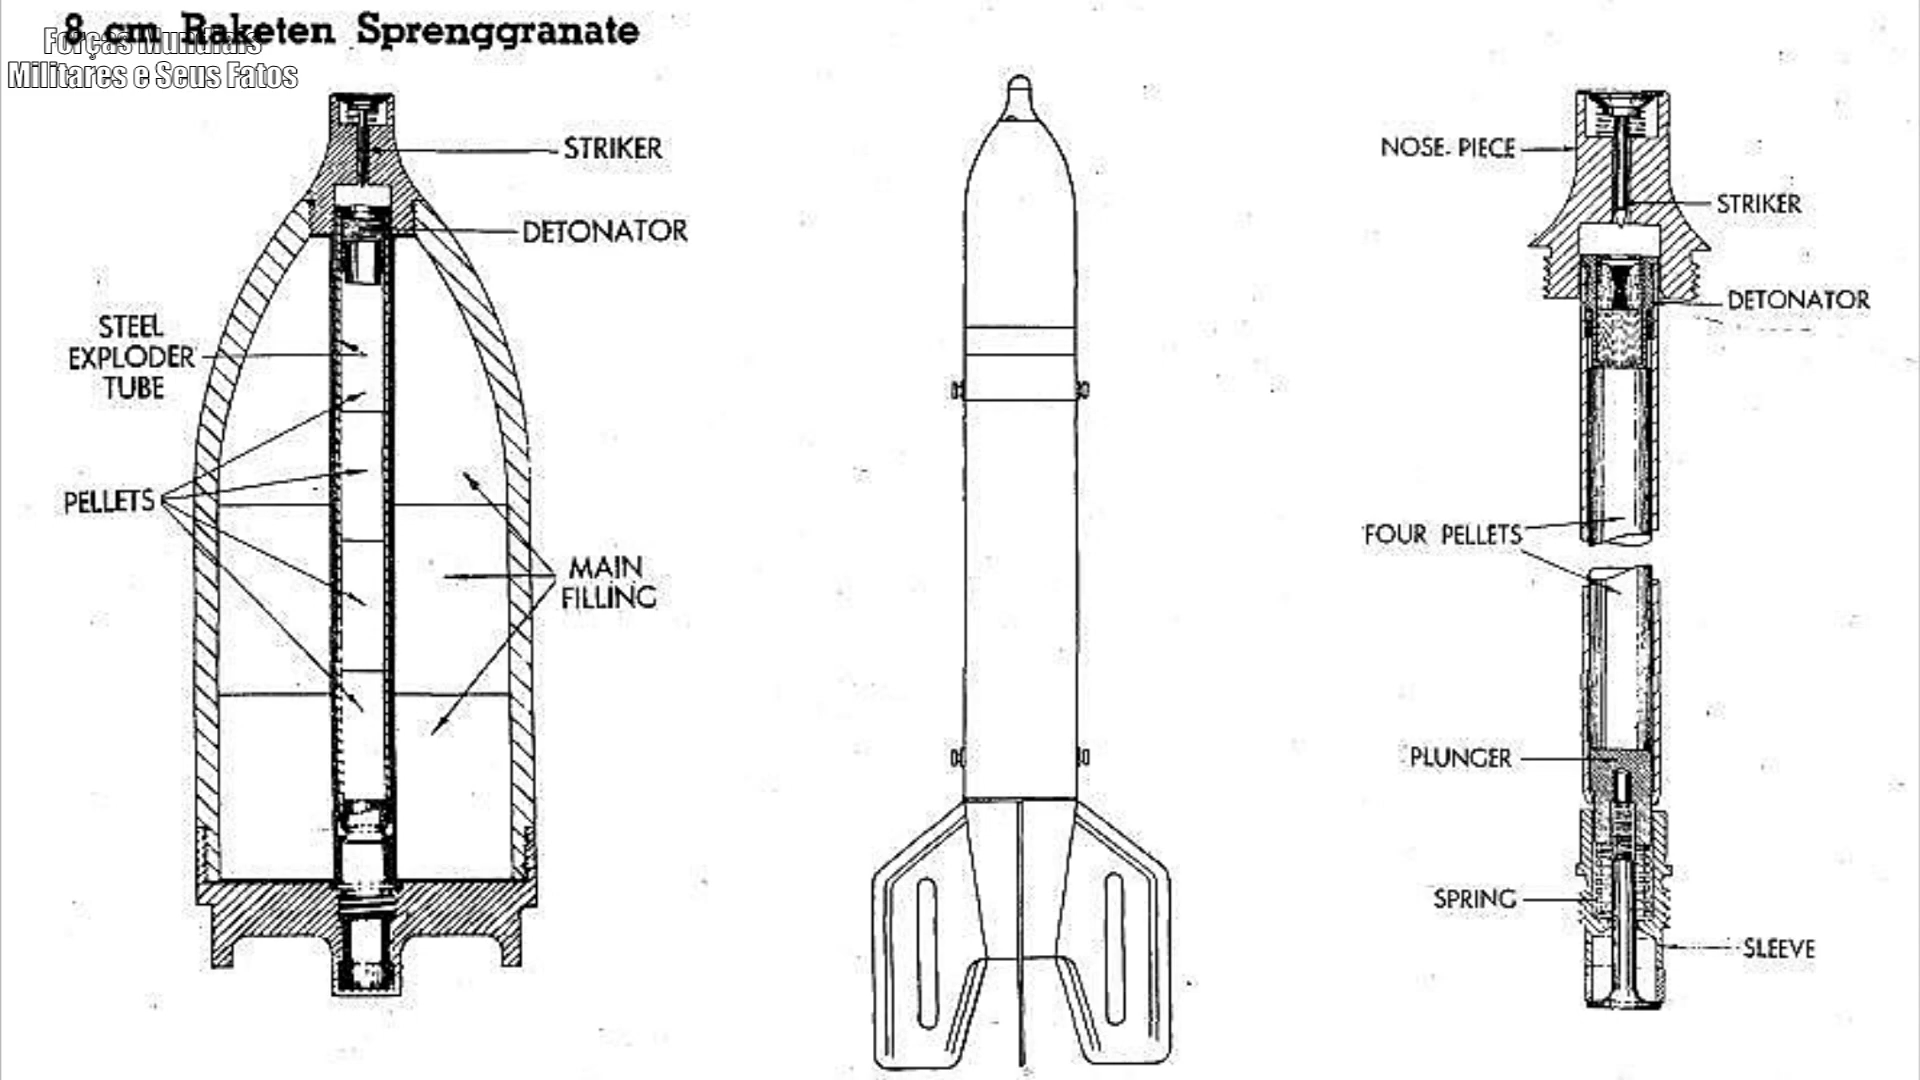 8 cm Raketen Sprenggranate
Forças Mundiais
Militares e Seus Fatos
STRIKER
DETONATOR
STEEL
EXPLODER
TUBE
PELLETS
MAIN
FILLING
NOSE-PIECE
STRIKER
DETONATOR
FOUR PELLETS
PLUNGER
SPRING
SLEEVE